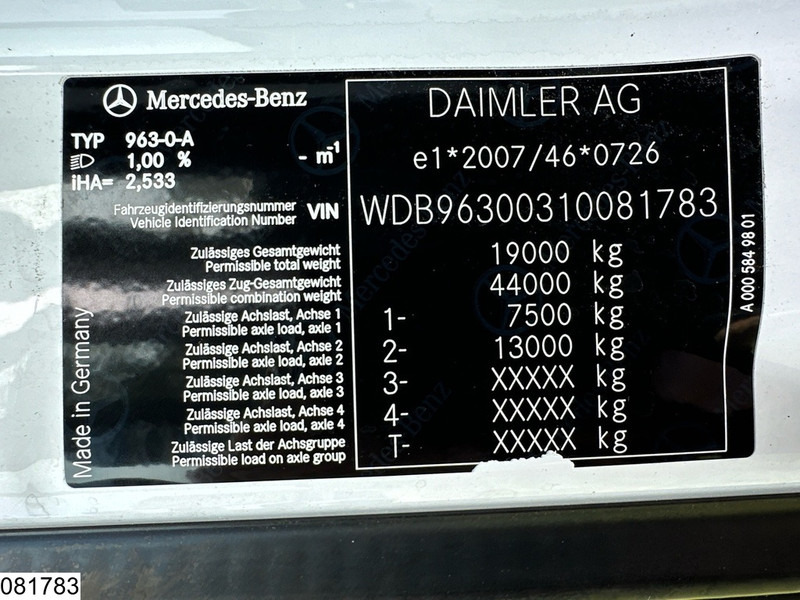 Mercedes-Benz
TYP 963-0-A
1,00 % - m-1
iHA= 2,533
Fahrzeugidentifizierungsnummer
Vehicle Identification Number VIN
DAIMLER AG
e1*2007/46*0726
WDB96300310081783
Zulässiges Gesamtgewicht
Permissible total weight
19000 kg
Zulässiges Zug-Gesamtgewicht
Permissible combination weight
44000 kg
Zulässige Achslast, Achse 1
Permissible axle load, axle 1
1- 7500 kg
Zulässige Achslast, Achse 2
Permissible axle load, axle 2
2- 13000 kg
Zulässige Achslast, Achse 3
Permissible axle load, axle 3
3- XXXXX kg
Zulässige Achslast, Achse 4
Permissible axle load, axle 4
4- XXXXX kg
Zulässige Last der Achsgruppe
Permissible load on axle group
T- XXXXX kg
Made in Germany
A 000 584 98 01
081783